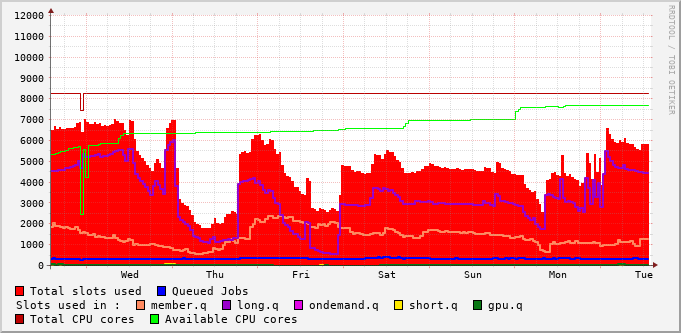 12000
11000
10000
9000
8000
7000
6000
5000
4000
3000
2000
1000
0
Wed Thu Fri Sat Sun Mon Tue
RRDTOOL / TOBI OETIKER
Total slots used Queued Jobs
Slots used in : member.q long.q ondemand.q short.q gpu.q
Total CPU cores Available CPU cores